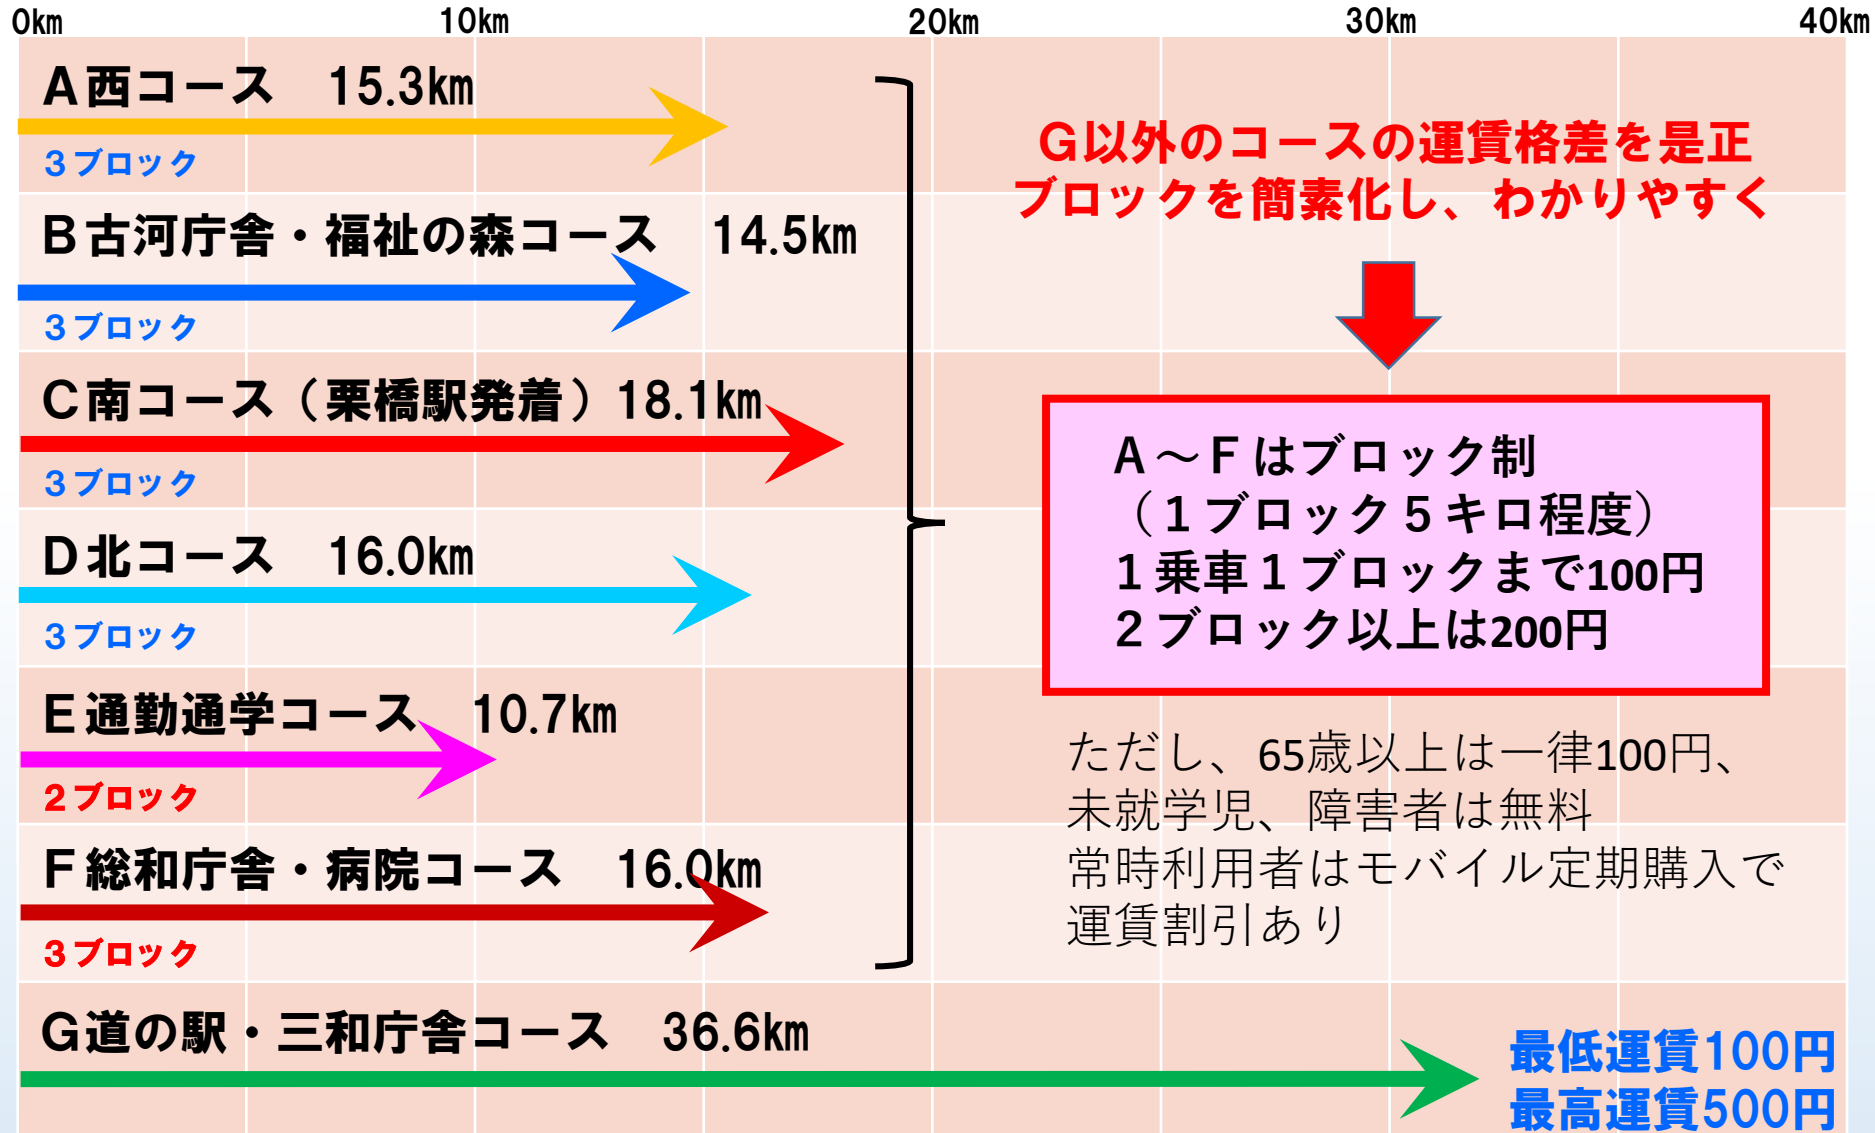 0km 10km 20km 30km 40km
A西コース　15.3km
3ブロック
B古河庁舎・福祉の森コース　14.5km
3ブロック
C南コース（栗橋駅発着）18.1km
3ブロック
D北コース　16.0km
3ブロック
E通勤通学コース　10.7km
2ブロック
F総和庁舎・病院コース　16.0km
3ブロック
G道の駅・三和庁舎コース　36.6km
G以外のコースの運賃格差を是正
ブロックを簡素化し、わかりやすく
A～Fはブロック制
（１ブロック５キロ程度）
１乗車１ブロックまで100円
２ブロック以上は200円
ただし、65歳以上は一律100円、
未就学児、障害者は無料
常時利用者はモバイル定期購入で
運賃割引あり
最低運賃100円
最高運賃500円